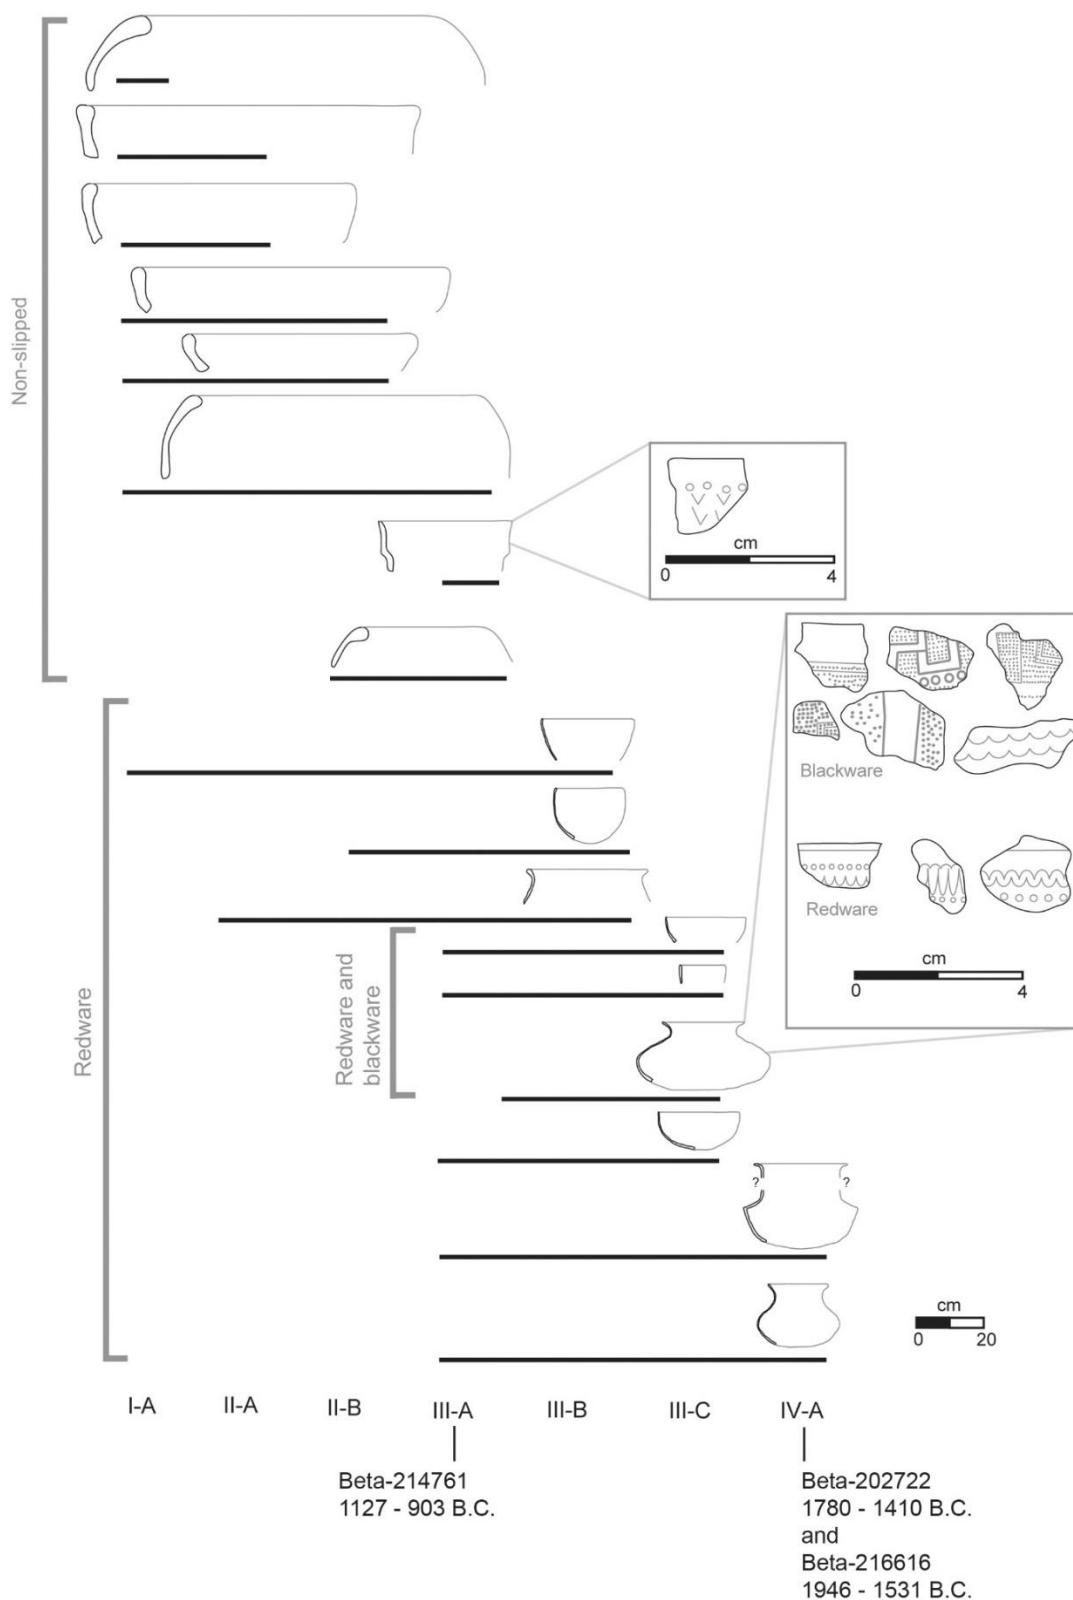 Non-slipped
cm
0 4
Blackware
Redware
cm
0 4
Redware
Redware and
blackware
? ?
cm
0 20
I-A II-A II-B III-A III-B III-C IV-A
Beta-214761
1127 - 903 B.C.
Beta-202722
1780 - 1410 B.C.
and
Beta-216616
1946 - 1531 B.C.